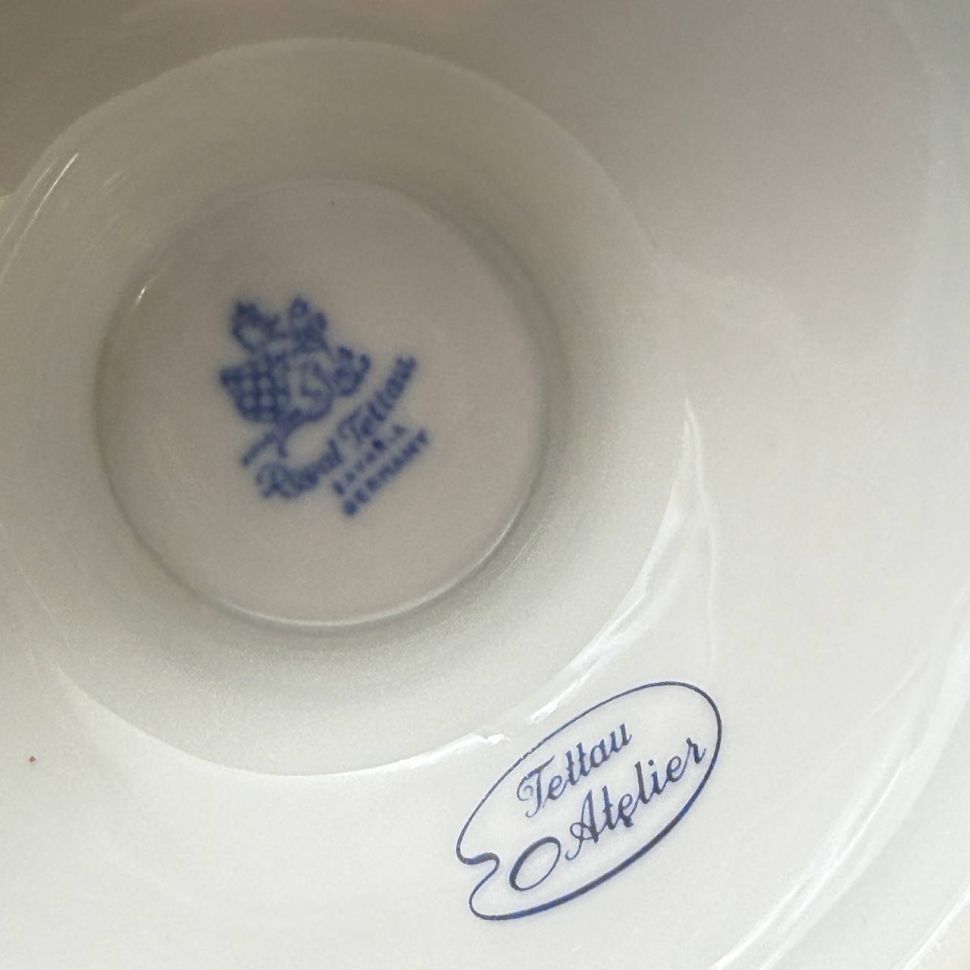 Royal Tettau
BAVARIA
GERMANY
Tettau
Atelier